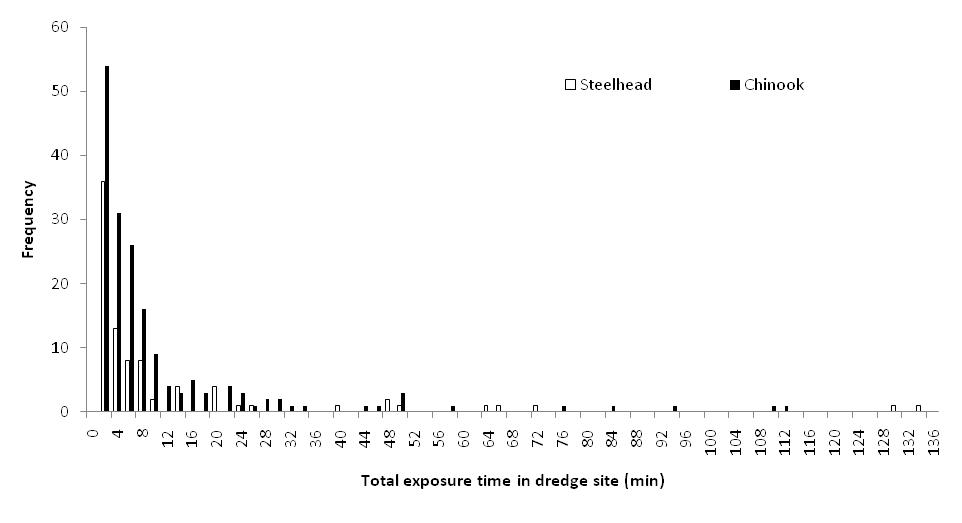 60
50
40
30
20
10
0
Frequency
Steelhead Chinook
0 4 8 12 16 20 24 28 32 36 40 44 48 52 56 60 64 68 72 76 80 84 88 92 96 100 104 108 112 116 120 124 128 132 136
Total exposure time in dredge site (min)